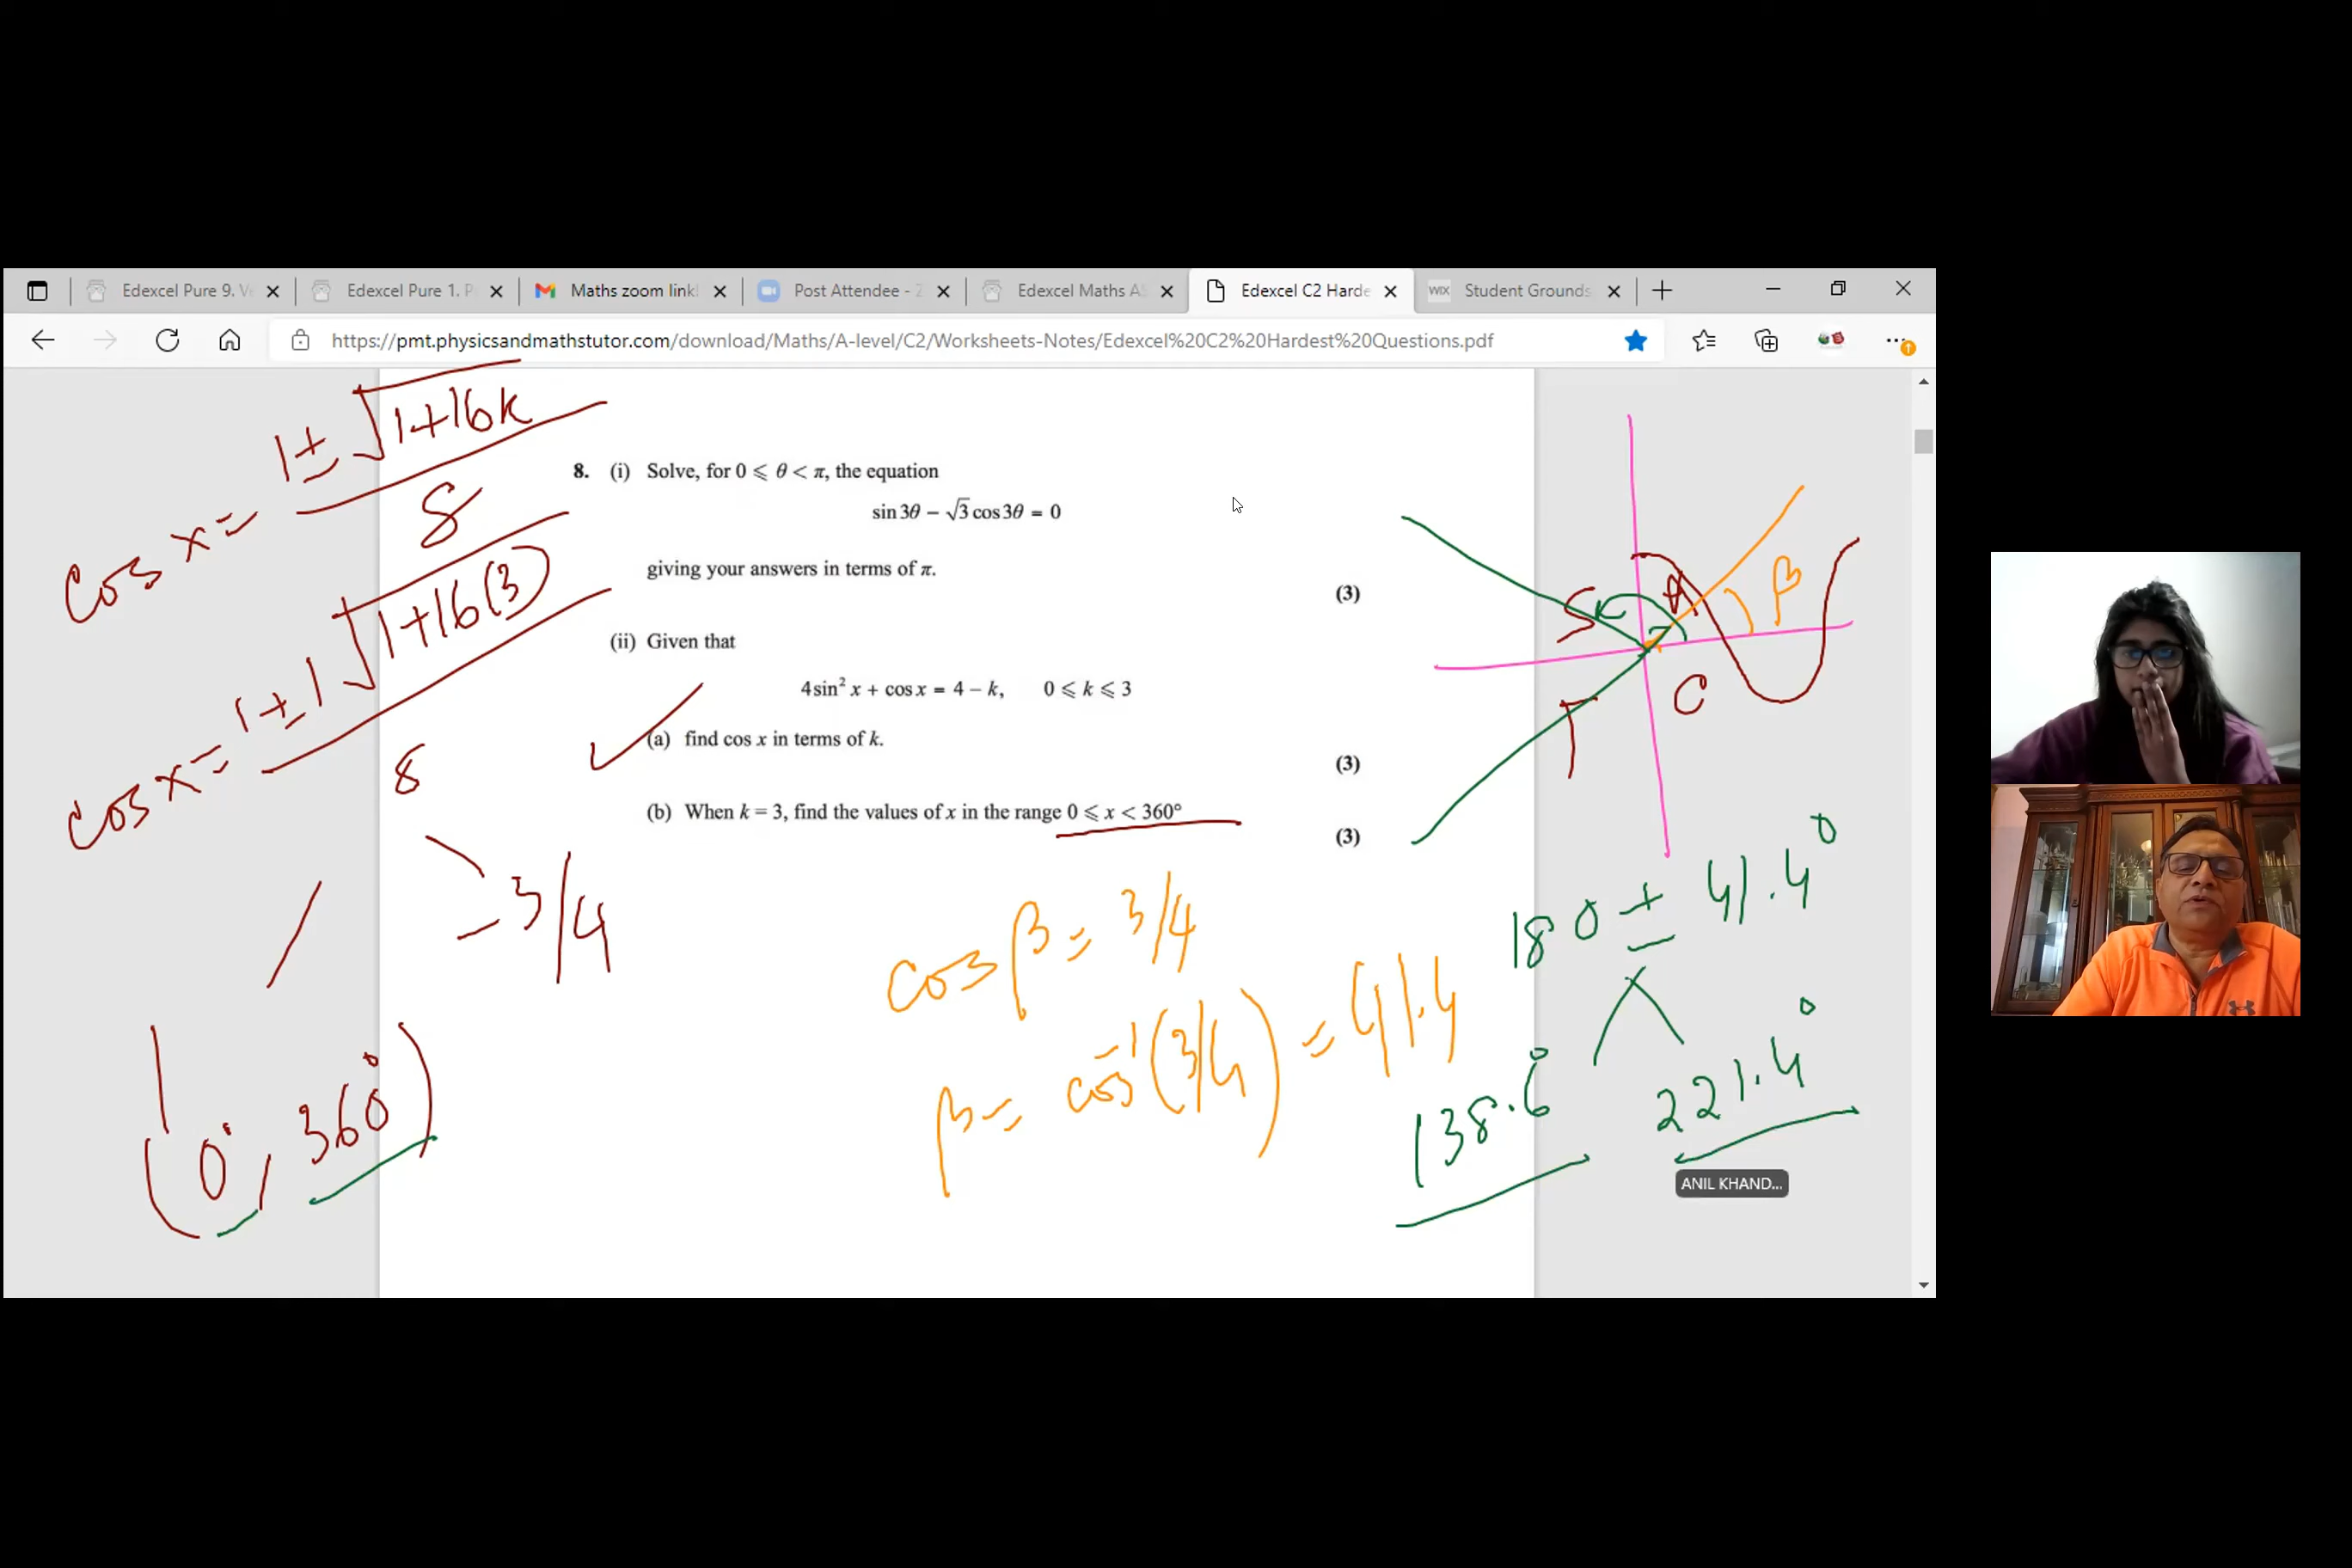 Edexcel Pure 9. Ve
Edexcel Pure 1. P
Maths zoom link
Post Attendee - Z
Edexcel Maths A
Edexcel C2 Harde
WIX Student Grounds
https://pmt.physicsandmathstutor.com/download/Maths/A-level/C2/Worksheets-Notes/Edexcel%20C2%20Hardest%20Questions.pdf
cos x = (1 ± √(1+16k))/8
cos x = (1 ± √(1+16(3)))/8
1 -3/4
(0°, 360°)
8. (i) Solve, for 0 ⩽ θ < π, the equation
sin 3θ − √3 cos 3θ = 0
giving your answers in terms of π.
(3)
(ii) Given that
4 sin² x + cos x = 4 − k, 0 ⩽ k ⩽ 3
(a) find cos x in terms of k.
(3)
(b) When k = 3, find the values of x in the range 0 ⩽ x < 360°
(3)
cos β = 3/4
β = cos⁻¹(3/4) = 41.4
S A β
T C
180 ± 41.4°
138.6° 221.4°
ANIL KHAND...